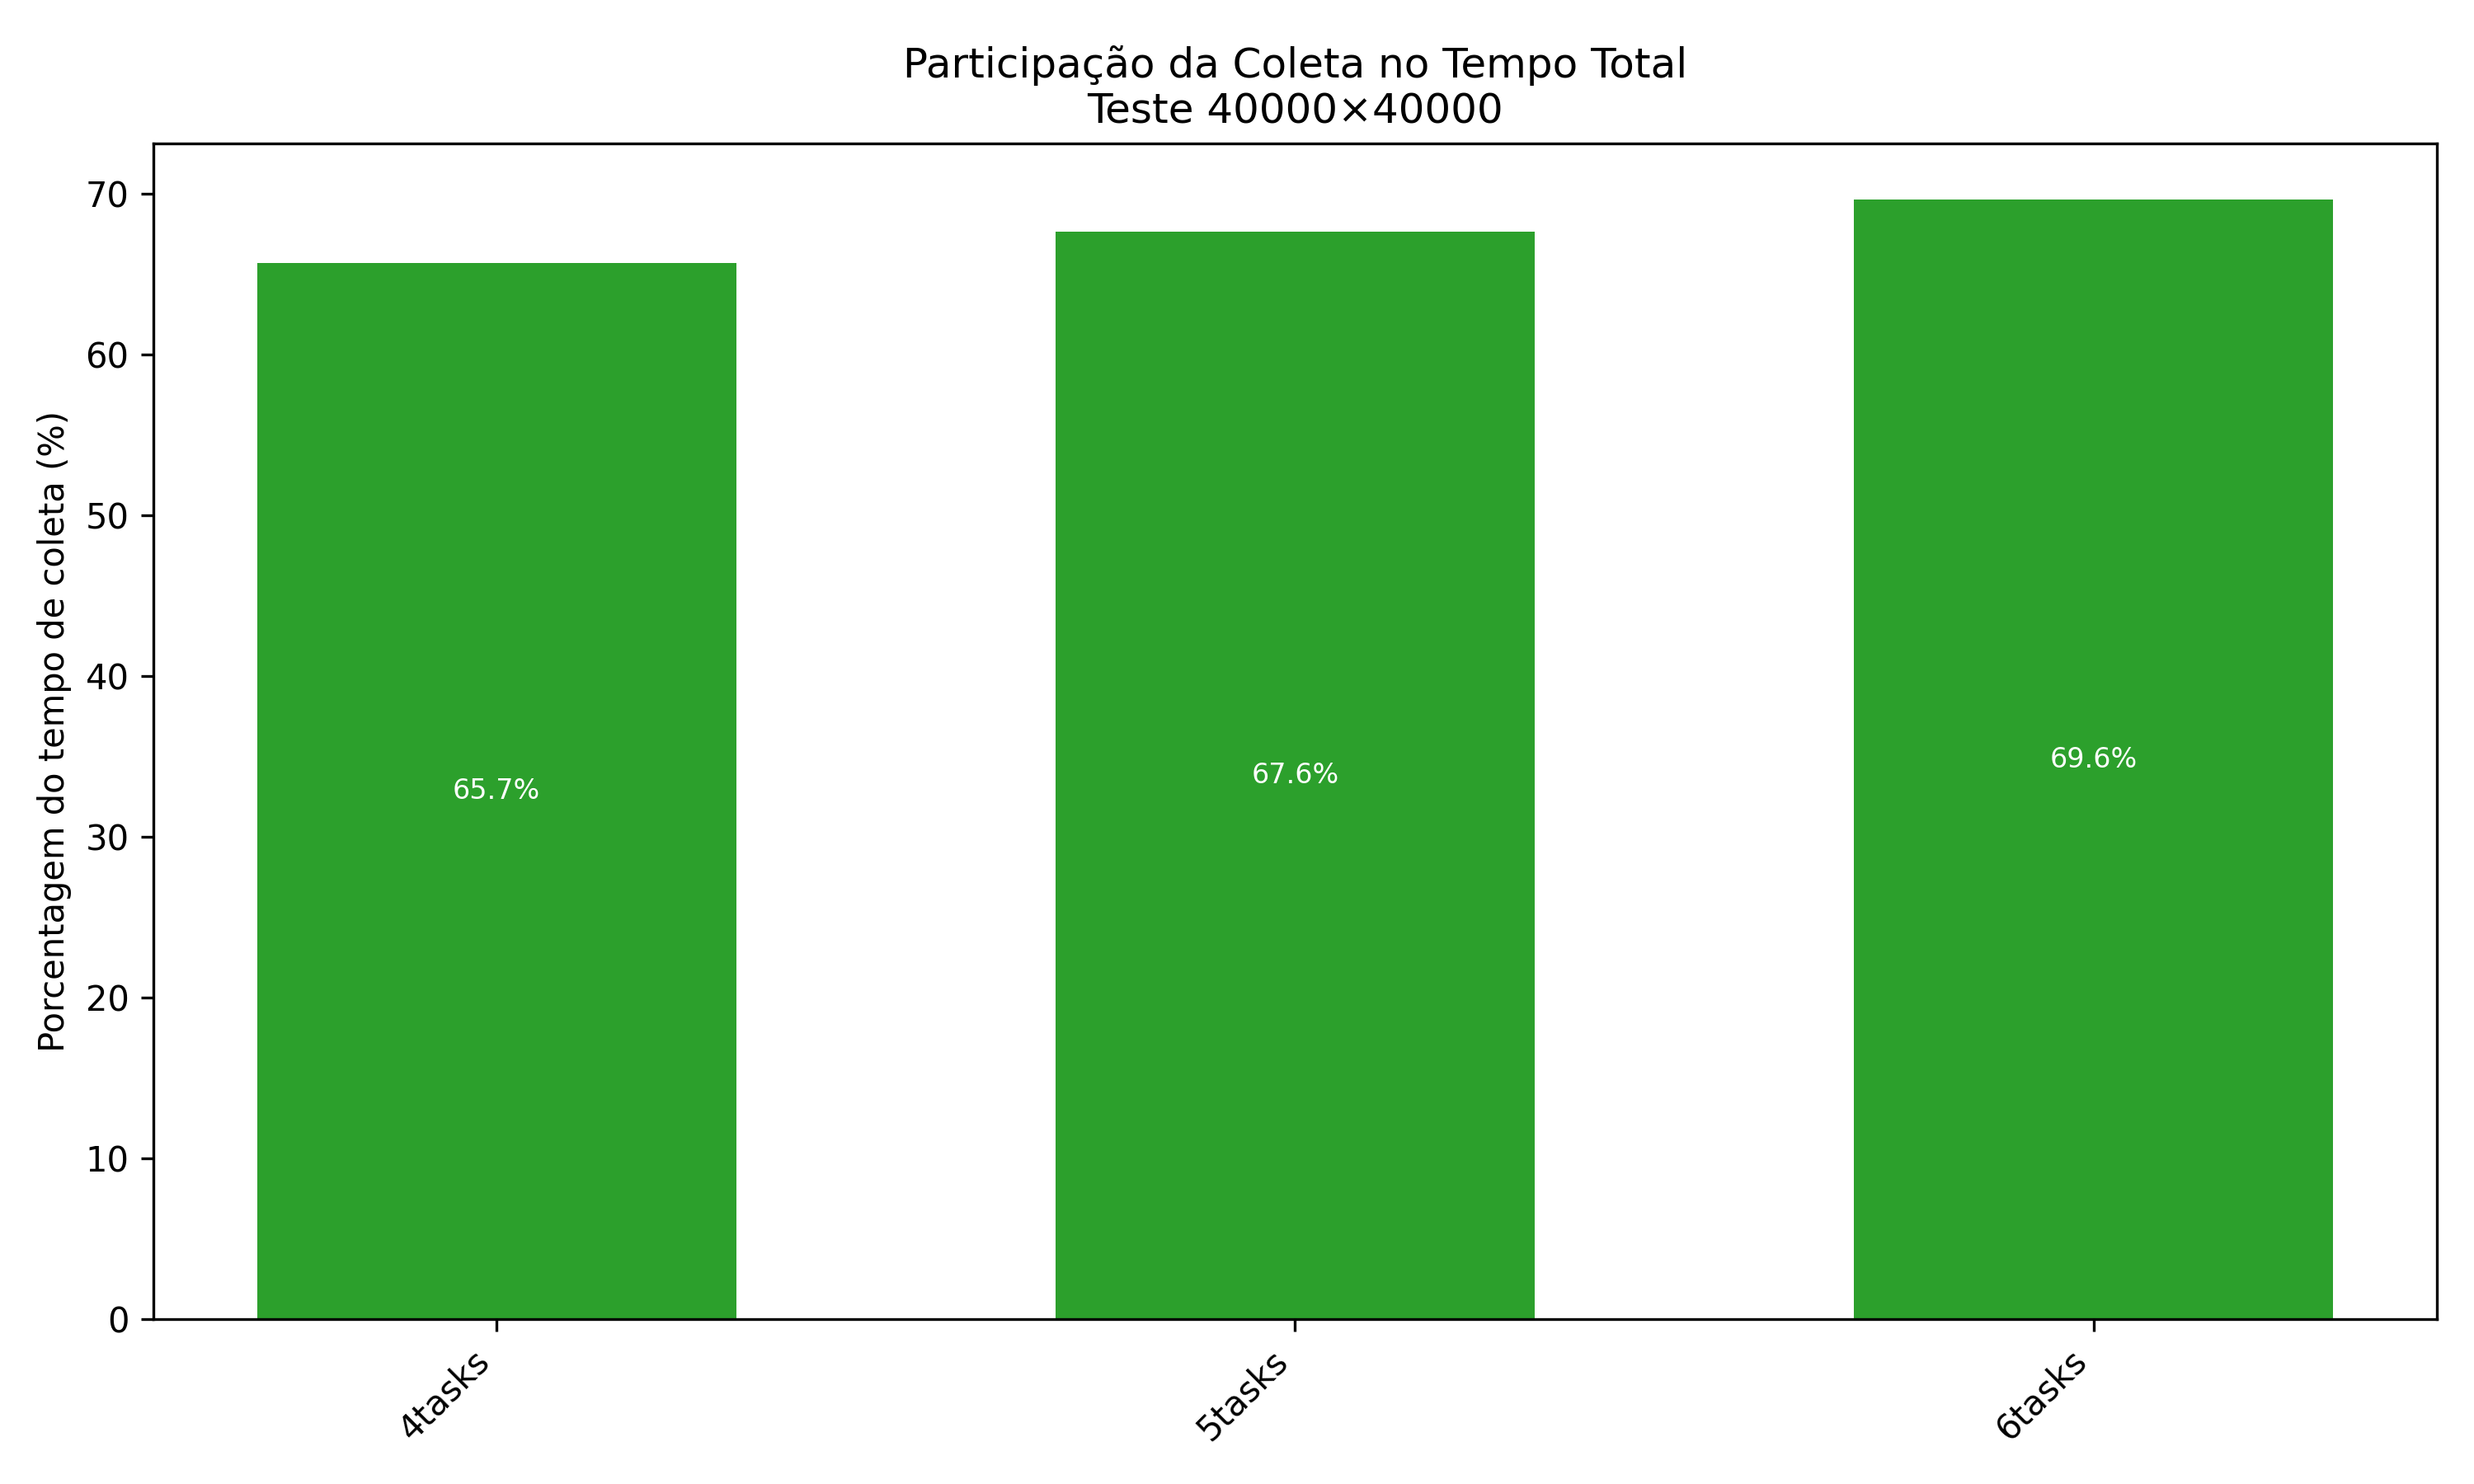 Participação da Coleta no Tempo Total
Teste 40000×40000
Porcentagem do tempo de coleta (%)
70
60
50
40
30
20
10
0
65.7%
67.6%
69.6%
4tasks
5tasks
6tasks